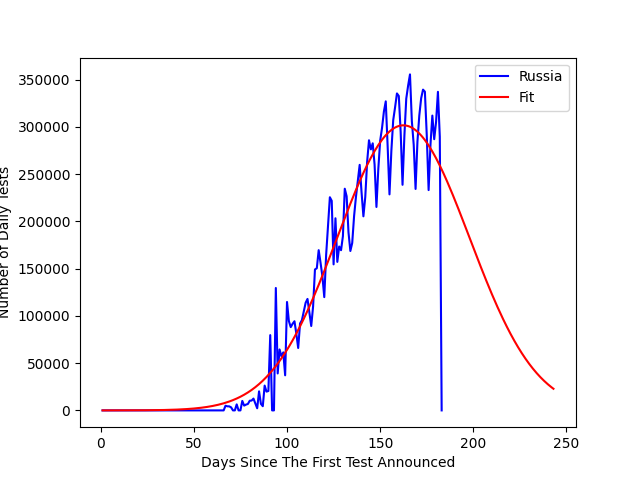 350000
300000
250000
200000
150000
100000
50000
0
Number of Daily Tests
0 50 100 150 200 250
Days Since The First Test Announced
Russia
Fit